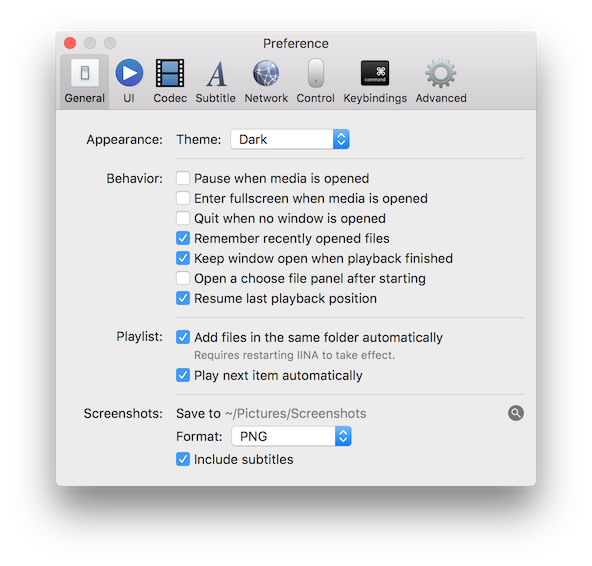 Preference
General UI Codec Subtitle Network Control ⌘ command Keybindings Advanced
Appearance: Theme: Dark
Behavior: Pause when media is opened
Enter fullscreen when media is opened
Quit when no window is opened
Remember recently opened files
Keep window open when playback finished
Open a choose file panel after starting
Resume last playback position
Playlist: Add files in the same folder automatically
Requires restarting IINA to take effect.
Play next item automatically
Screenshots: Save to ~/Pictures/Screenshots
Format: PNG
Include subtitles